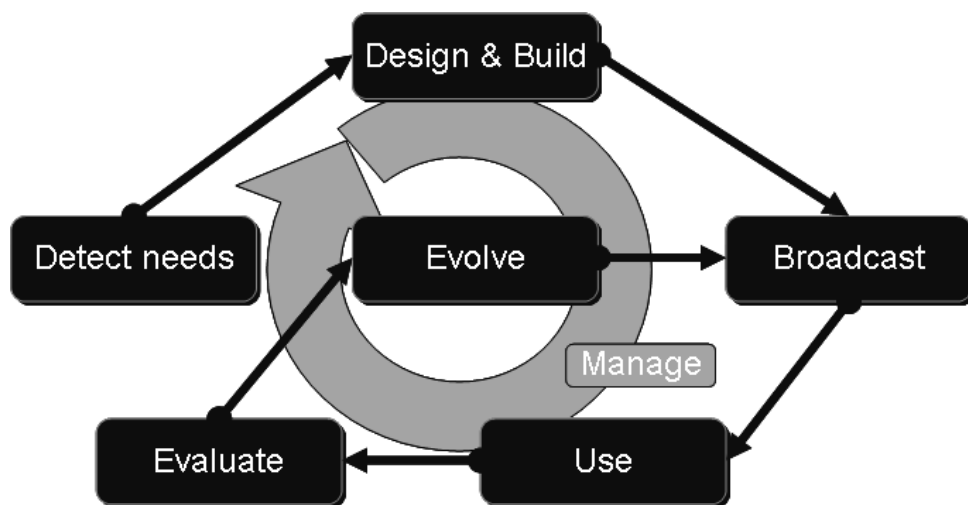 Design & Build
Detect needs
Evolve
Broadcast
Manage
Evaluate
Use